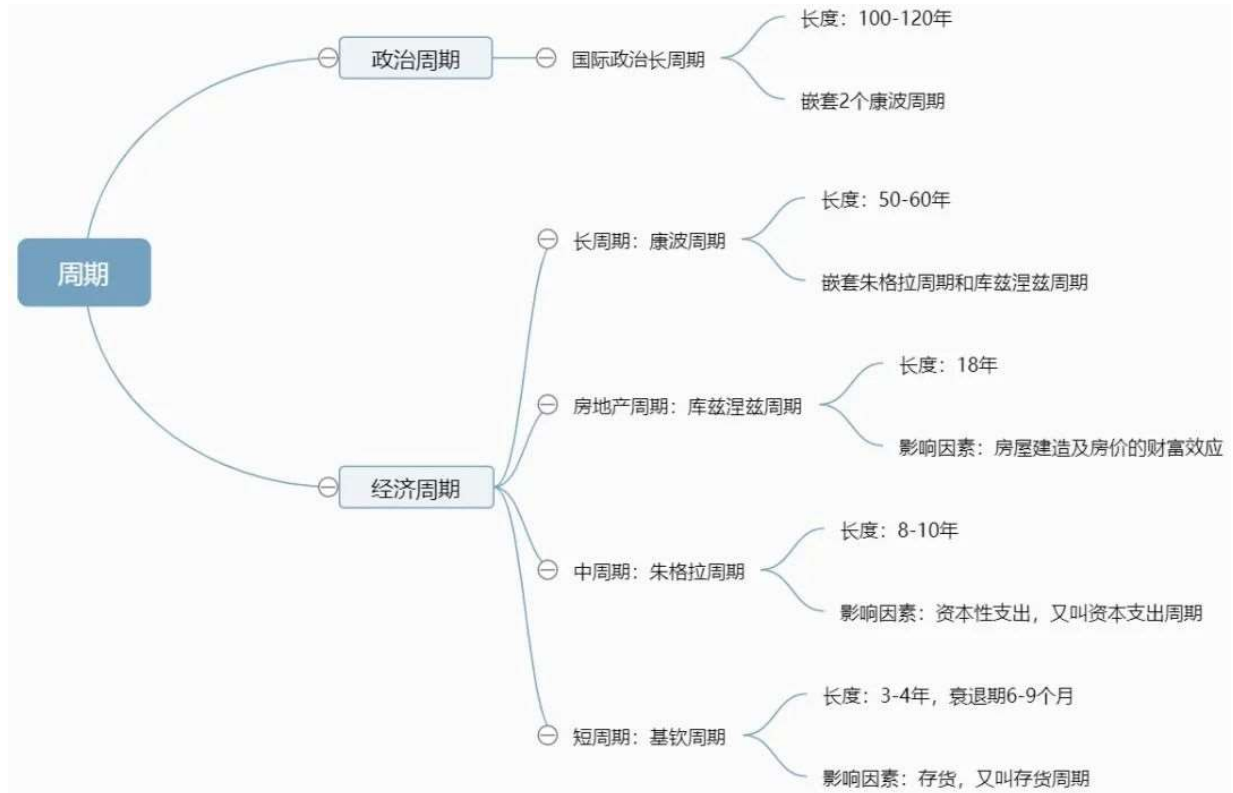 周期
政治周期
国际政治长周期
长度：100-120年
嵌套2个康波周期
经济周期
长周期：康波周期
长度：50-60年
嵌套朱格拉周期和库兹涅兹周期
房地产周期：库兹涅兹周期
长度：18年
影响因素：房屋建造及房价的财富效应
中周期：朱格拉周期
长度：8-10年
影响因素：资本性支出，又叫资本支出周期
短周期：基钦周期
长度：3-4年，衰退期6-9个月
影响因素：存货，又叫存货周期